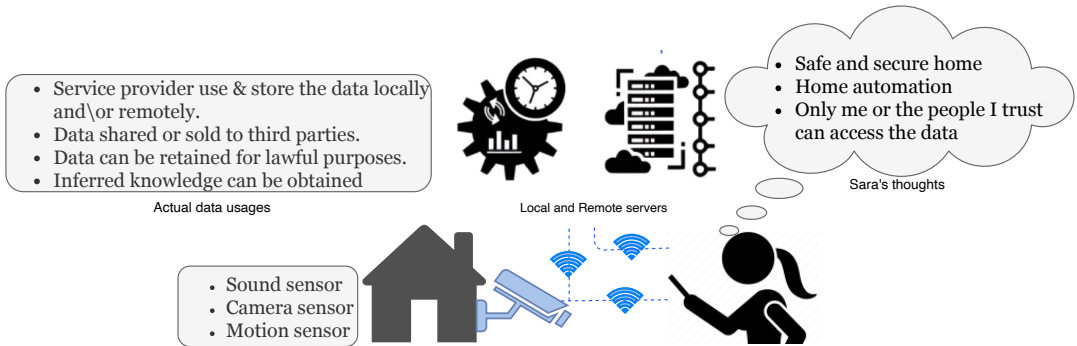 • Service provider use & store the data locally
and\or remotely.
• Data shared or sold to third parties.
• Data can be retained for lawful purposes.
• Inferred knowledge can be obtained
Actual data usages
Local and Remote servers
• Safe and secure home
• Home automation
• Only me or the people I trust
can access the data
Sara's thoughts
• Sound sensor
• Camera sensor
• Motion sensor